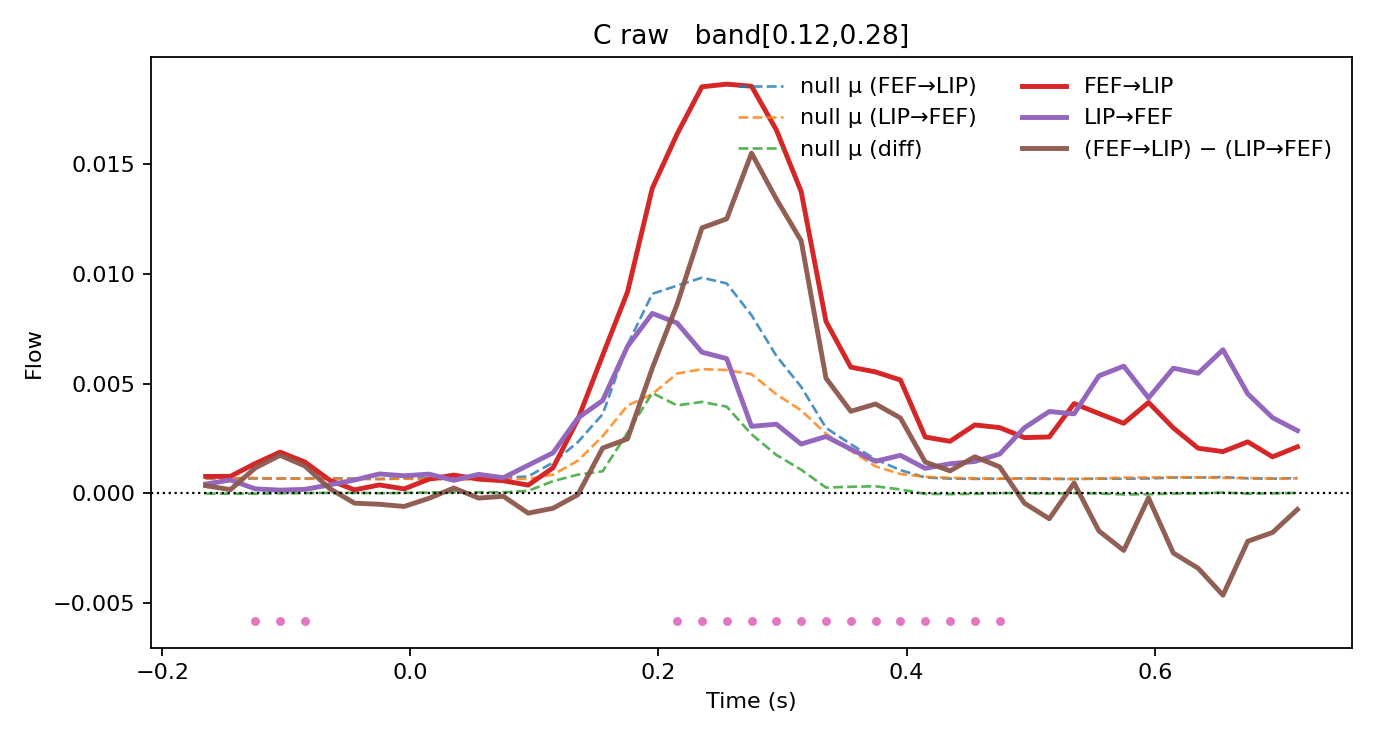 C raw   band[0.12,0.28]
null μ (FEF→LIP)
null μ (LIP→FEF)
null μ (diff)
FEF→LIP
LIP→FEF
(FEF→LIP) − (LIP→FEF)
Flow
0.015
0.010
0.005
0.000
−0.005
−0.2
0.0
0.2
0.4
0.6
Time (s)